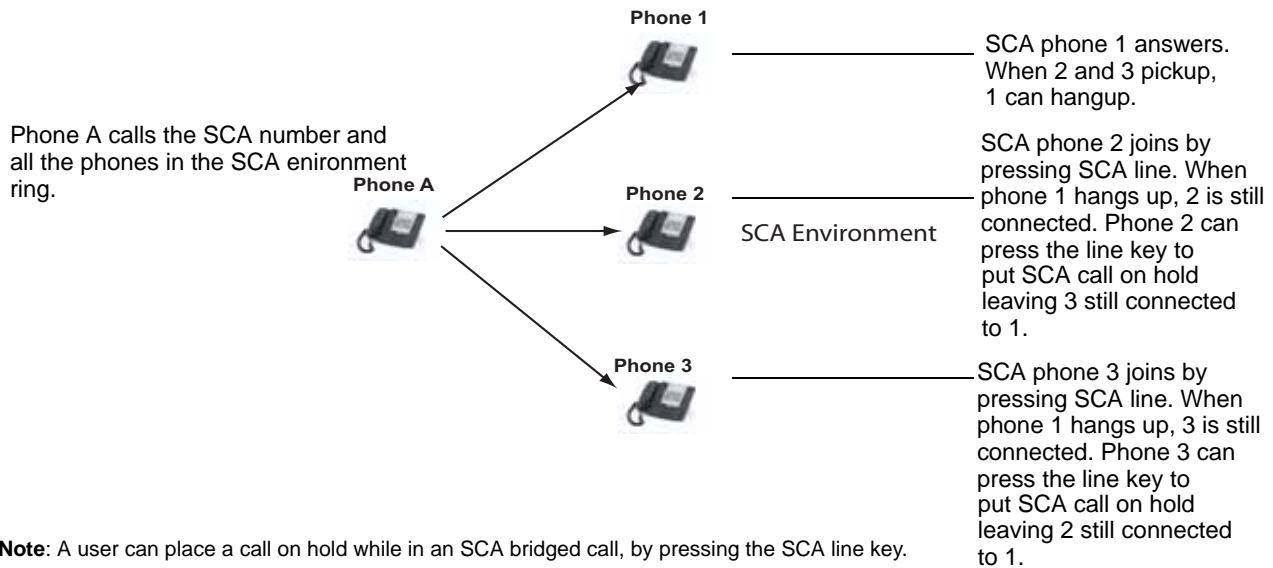 Phone A calls the SCA number and
all the phones in the SCA enironment
ring.
Phone A
Phone 1
SCA phone 1 answers.
When 2 and 3 pickup,
1 can hangup.
Phone 2
SCA Environment
SCA phone 2 joins by
pressing SCA line. When
phone 1 hangs up, 2 is still
connected. Phone 2 can
press the line key to
put SCA call on hold
leaving 3 still connected
to 1.
Phone 3
SCA phone 3 joins by
pressing SCA line. When
phone 1 hangs up, 3 is still
connected. Phone 3 can
press the line key to
put SCA call on hold
leaving 2 still connected
to 1.
Note: A user can place a call on hold while in an SCA bridged call, by pressing the SCA line key.